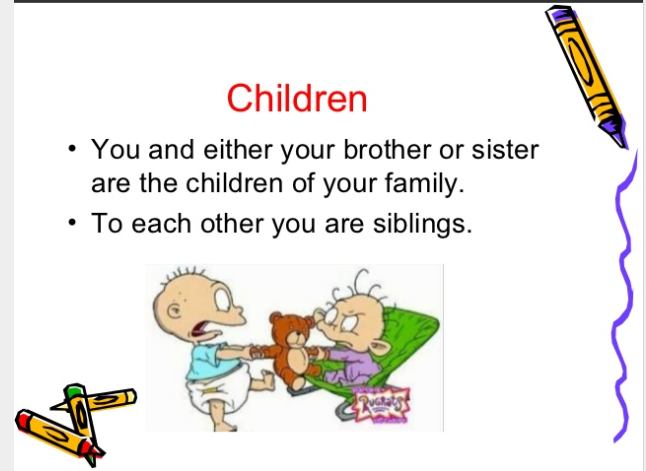 Children
• You and either your brother or sister
are the children of your family.
• To each other you are siblings.
RUGRATS